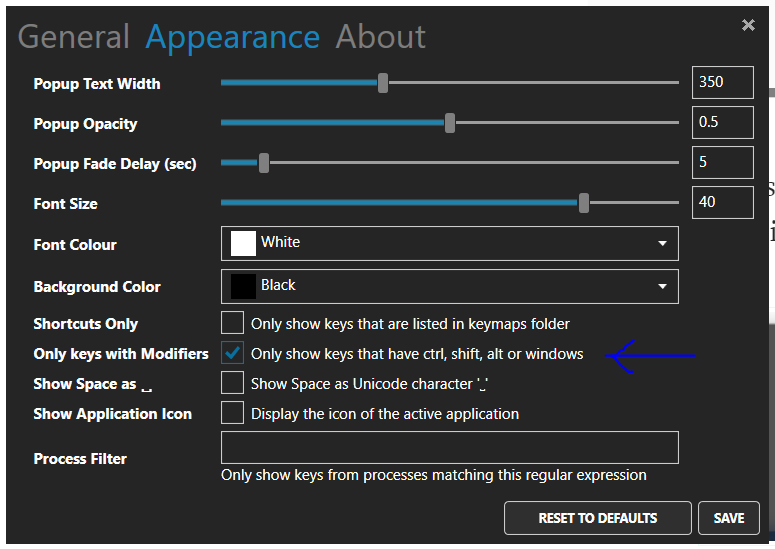 General Appearance About
Popup Text Width 350
Popup Opacity 0.5
Popup Fade Delay (sec) 5
Font Size 40
Font Colour White
Background Color Black
Shortcuts Only Only show keys that are listed in keymaps folder
Only keys with Modifiers Only show keys that have ctrl, shift, alt or windows
Show Space as ␣ Show Space as Unicode character '␣'
Show Application Icon Display the icon of the active application
Process Filter
Only show keys from processes matching this regular expression
RESET TO DEFAULTS SAVE